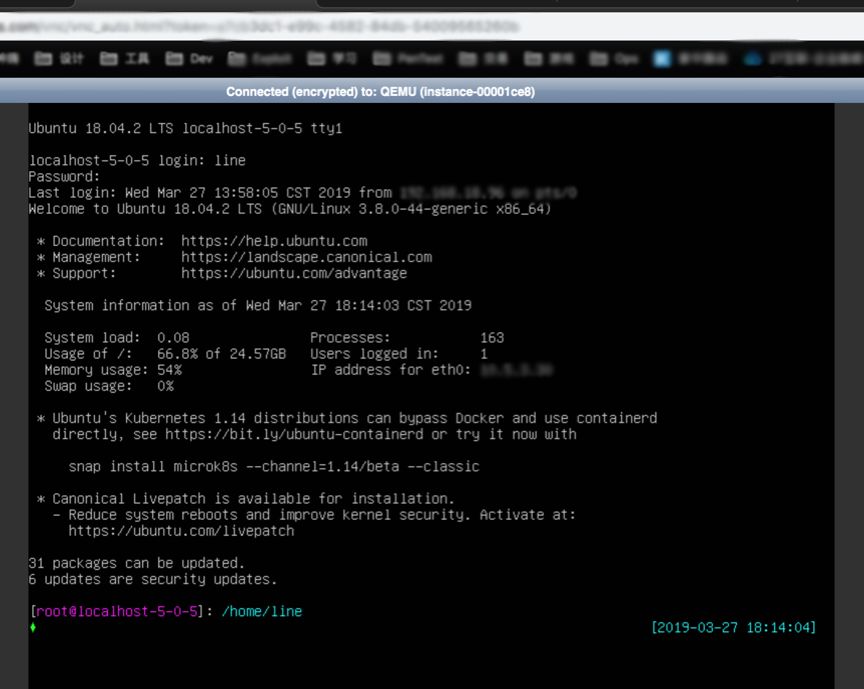 设计 工具 Dev
Connected (encrypted) to: QEMU (instance-00001ce8)
Ubuntu 18.04.2 LTS localhost-5-0-5 tty1
localhost-5-0-5 login: line
Password:
Last login: Wed Mar 27 13:58:05 CST 2019 from
Welcome to Ubuntu 18.04.2 LTS (GNU/Linux 3.8.0-44-generic x86_64)
* Documentation: https://help.ubuntu.com
* Management: https://landscape.canonical.com
* Support: https://ubuntu.com/advantage
System information as of Wed Mar 27 18:14:03 CST 2019
System load: 0.08 Processes: 163
Usage of /: 66.8% of 24.57GB Users logged in: 1
Memory usage: 54% IP address for eth0:
Swap usage: 0%
* Ubuntu's Kubernetes 1.14 distributions can bypass Docker and use containerd
directly, see https://bit.ly/ubuntu-containerd or try it now with
snap install microk8s --channel=1.14/beta --classic
* Canonical Livepatch is available for installation.
- Reduce system reboots and improve kernel security. Activate at:
https://ubuntu.com/livepatch
31 packages can be updated.
6 updates are security updates.
[root@localhost-5-0-5]: /home/line
[2019-03-27 18:14:04]